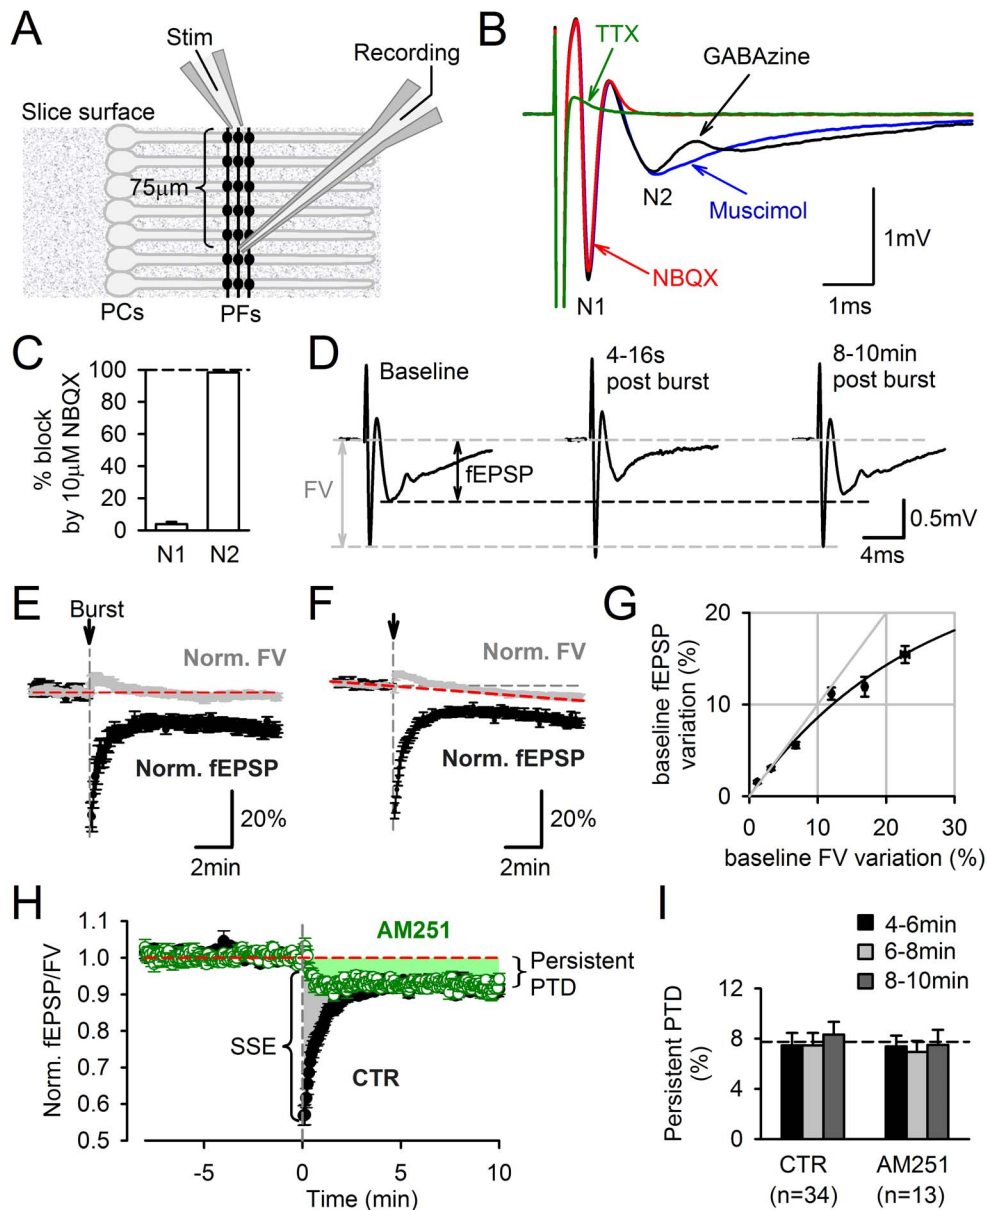 A
Stim
Recording
Slice surface
75μm
PCs
PFs
B
TTX
GABAzine
N2
Muscimol
NBQX
N1
1mV
1ms
C
% block
by 10μM NBQX
100
80
60
40
20
0
N1
N2
D
Baseline
4-16s
post burst
8-10min
post burst
FV
fEPSP
0.5mV
4ms
E
Burst
Norm. FV
Norm. fEPSP
20%
2min
F
Norm. FV
Norm. fEPSP
20%
2min
G
baseline fEPSP
variation (%)
20
10
0
0
10
20
30
baseline FV variation (%)
H
Norm. fEPSP/FV
1.1
1.0
0.9
0.8
0.7
0.6
0.5
AM251
Persistent
PTD
SSE
CTR
-5
0
5
10
Time (min)
I
4-6min
6-8min
8-10min
Persistent PTD
(%)
12
8
4
0
CTR
(n=34)
AM251
(n=13)